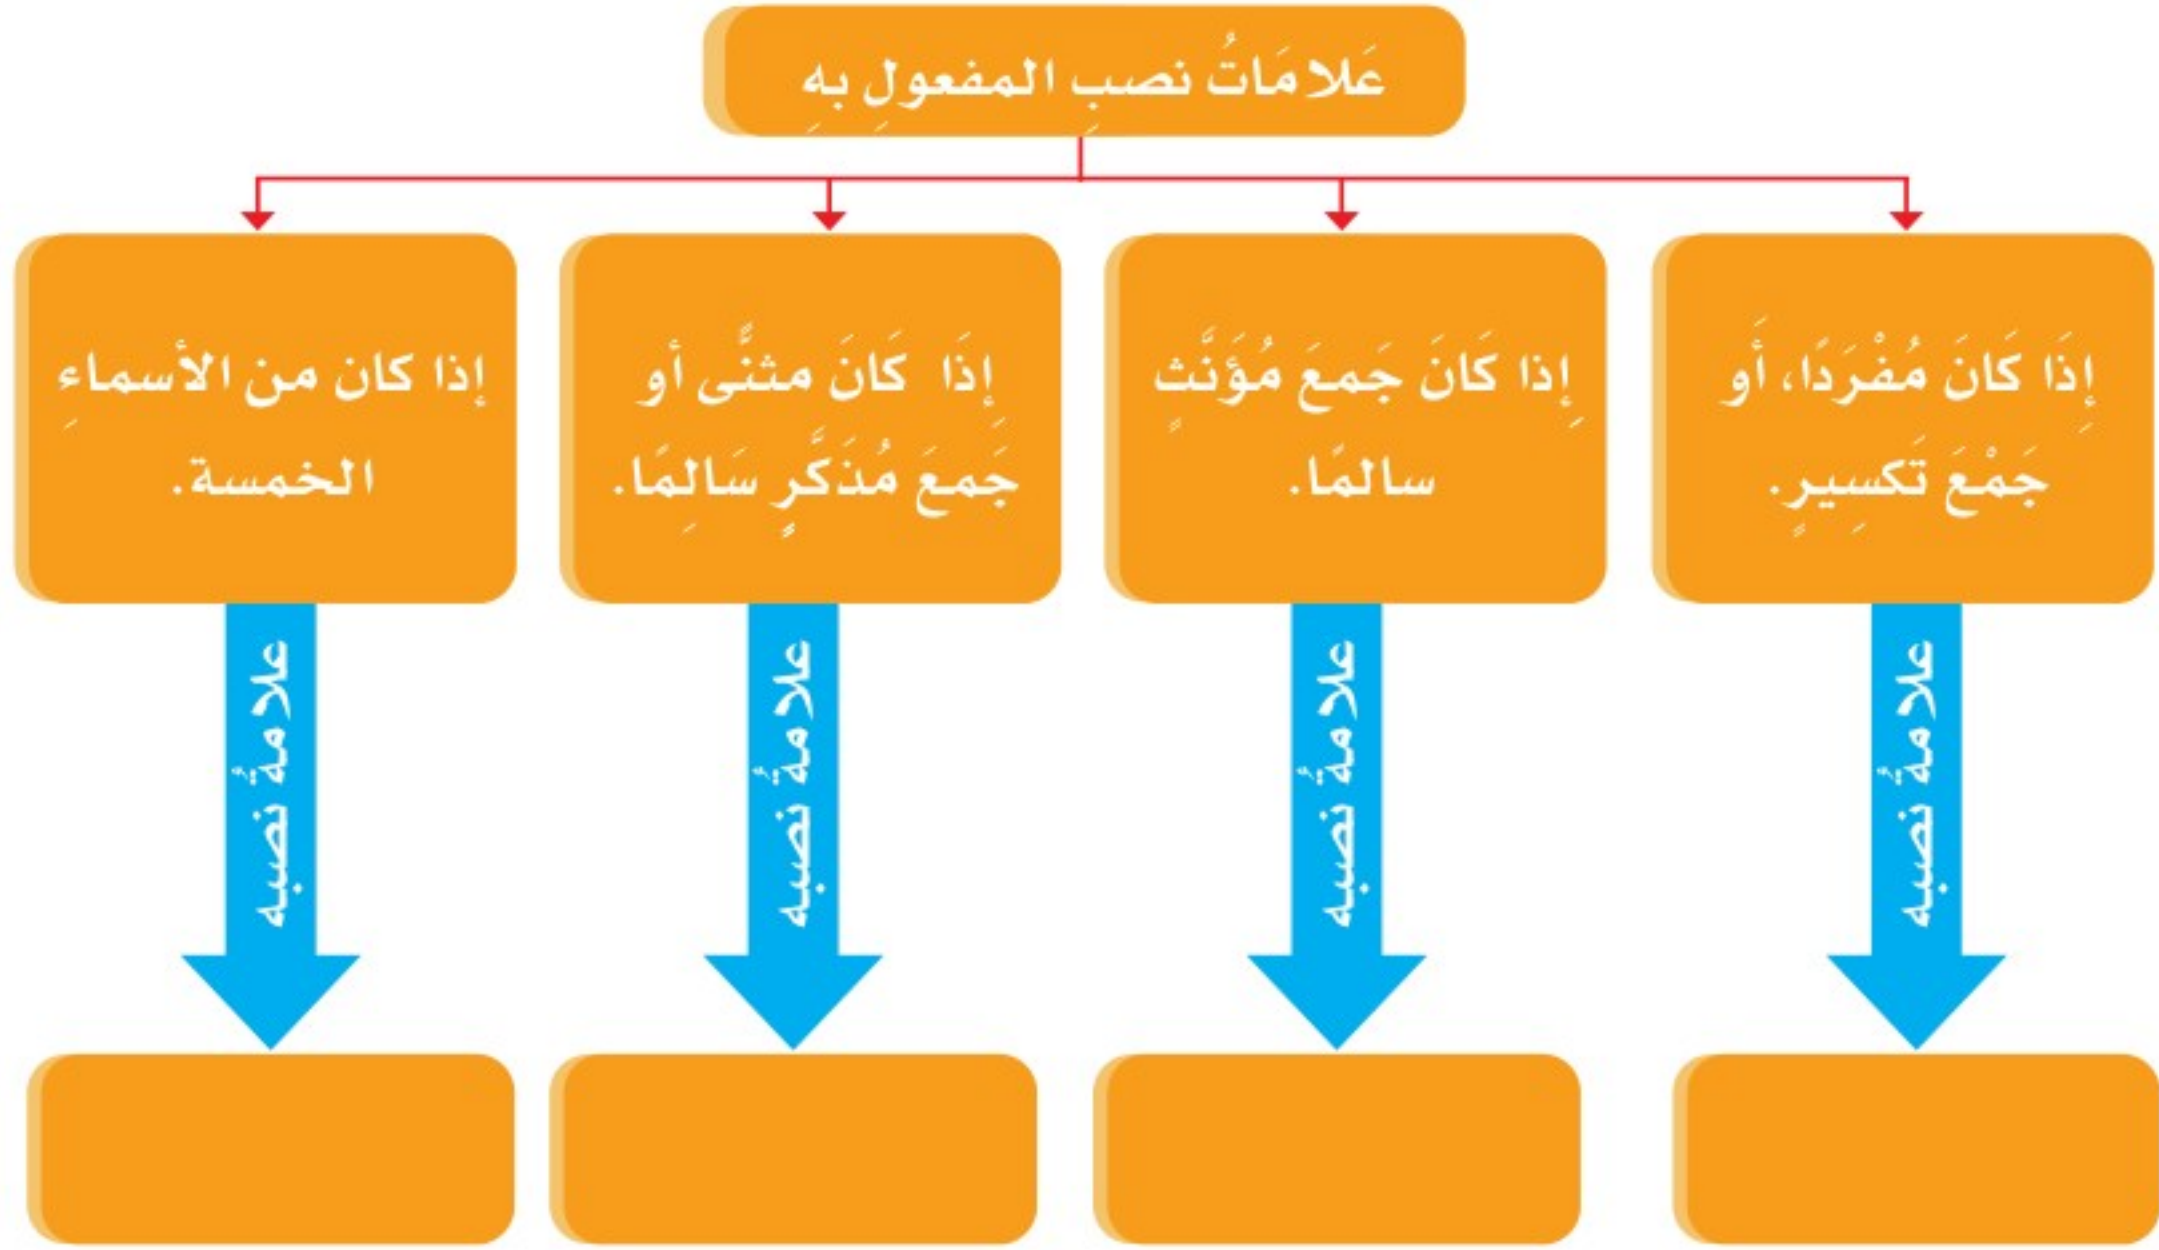 عَلامَاتُ نصبِ المفعولِ بهِ
إِذَا كَانَ مُفْرَدًا، أَو
جَمْعَ تَكسِيرٍ.
إِذا كَانَ جَمعَ مُؤَنَّثٍ
سالمًا.
إِذَا كَانَ مثنًّى أو
جَمعَ مُذَكَّرٍ سَالِمًا.
إذا كان من الأسماءِ
الخمسة.
علامةُ نصبه
علامةُ نصبه
علامةُ نصبه
علامةُ نصبه